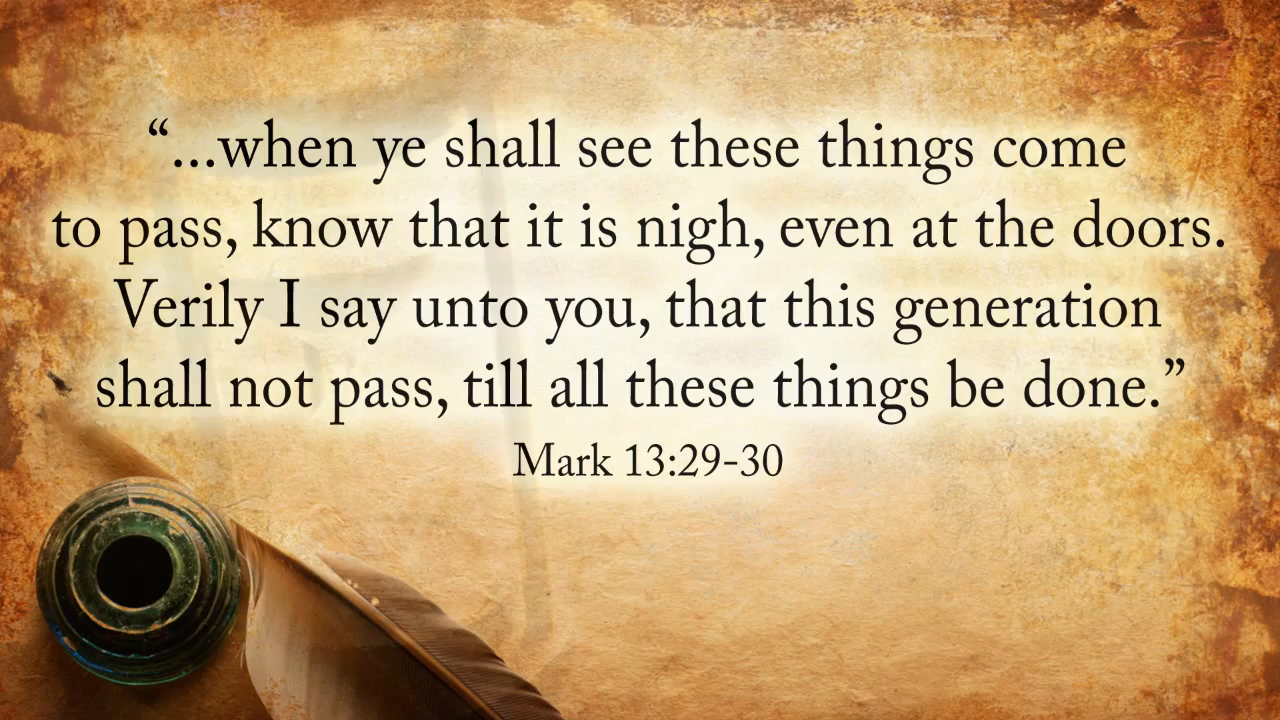 “...when ye shall see these things come
to pass, know that it is nigh, even at the doors.
Verily I say unto you, that this generation
shall not pass, till all these things be done.”
Mark 13:29-30